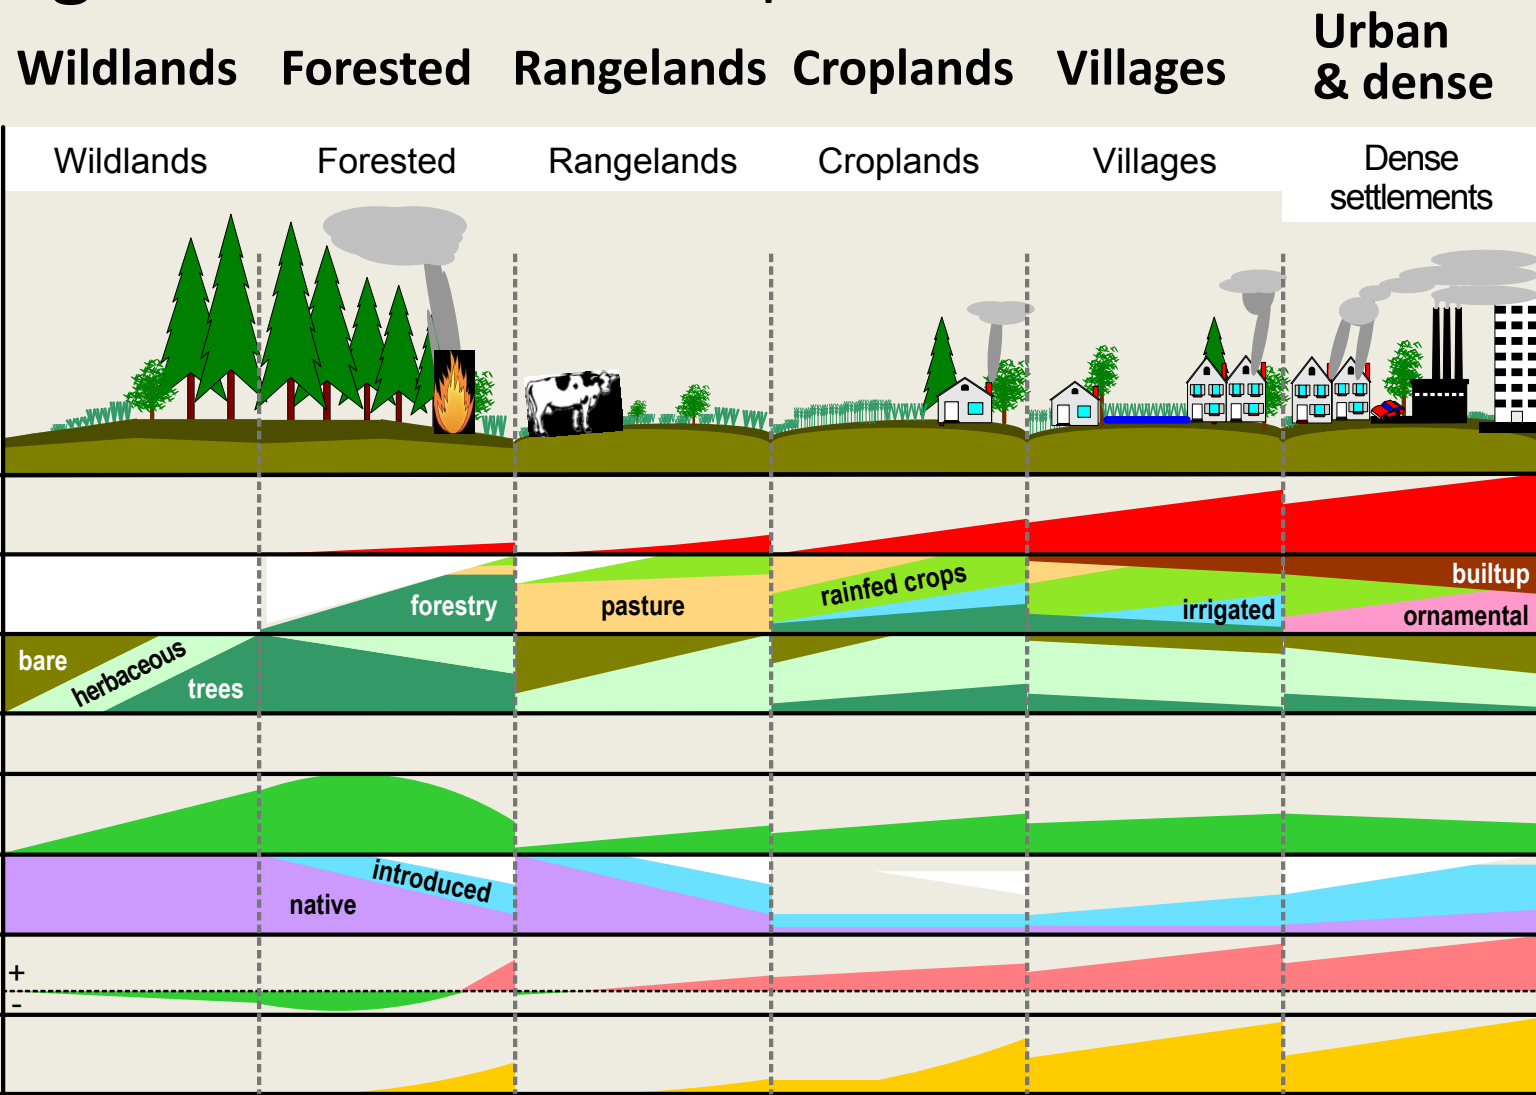 Wildlands Forested Rangelands Croplands Villages Urban
& dense
Wildlands Forested Rangelands Croplands Villages Dense
settlements
forestry
pasture
rainfed crops
irrigated
builtup
ornamental
bare
herbaceous
trees
native
introduced
+
-